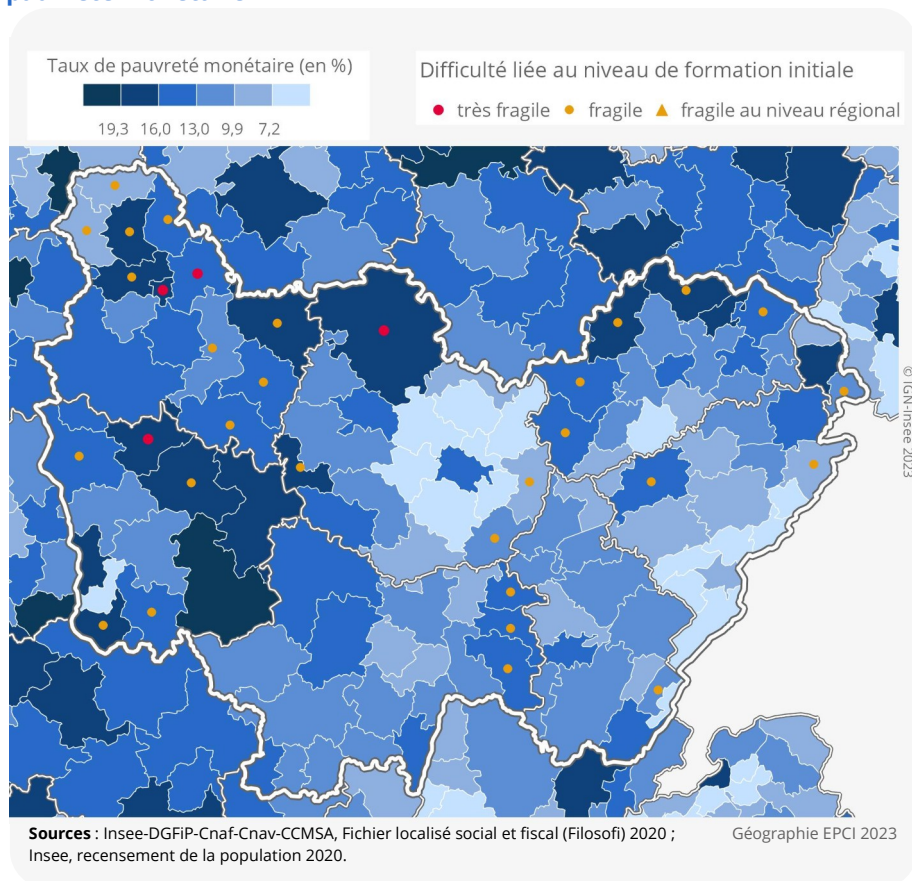 Taux de pauvreté monétaire (en %)
19,3 16,0 13,0 9,9 7,2
Difficulté liée au niveau de formation initiale
très fragile fragile fragile au niveau régional
© IGN-Insee 2023
Sources : Insee-DGFiP-Cnaf-Cnav-CCMSA, Fichier localisé social et fiscal (Filosofi) 2020 ;
Insee, recensement de la population 2020.
Géographie EPCI 2023